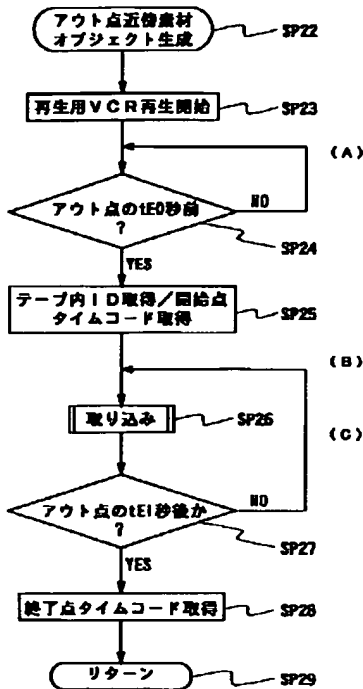 アウト点近傍素材
オブジェクト生成
SP22
再生用VCR再生開始
SP23
(A)
アウト点のtE0秒前
?
NO
SP24
YES
テープ内ID取得/開始点
タイムコード取得
SP25
(B)
取り込み
SP26
(C)
アウト点のtE1秒後か
?
NO
SP27
YES
終了点タイムコード取得
SP28
リターン
SP29